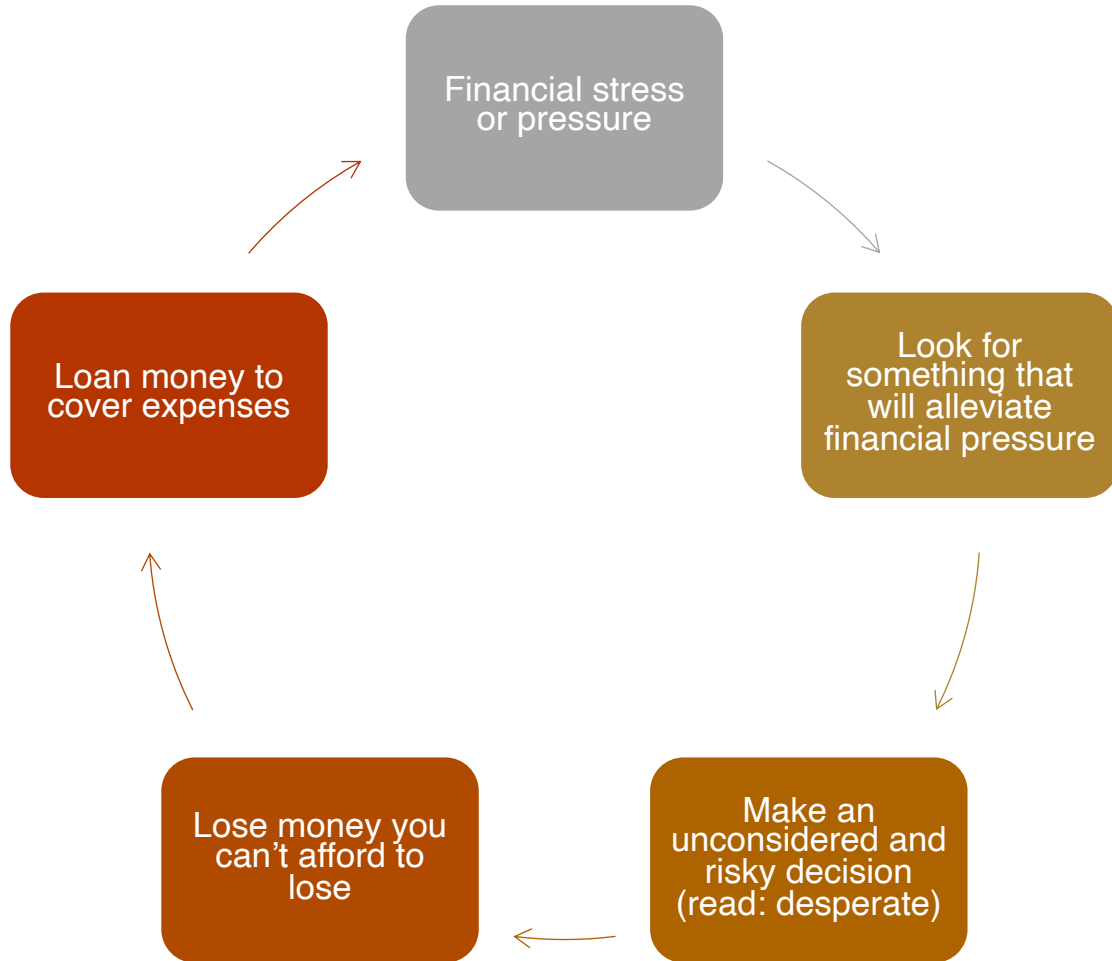 Financial stress
or pressure
Look for
something that
will alleviate
financial pressure
Make an
unconsidered and
risky decision
(read: desperate)
Lose money you
can’t afford to
lose
Loan money to
cover expenses